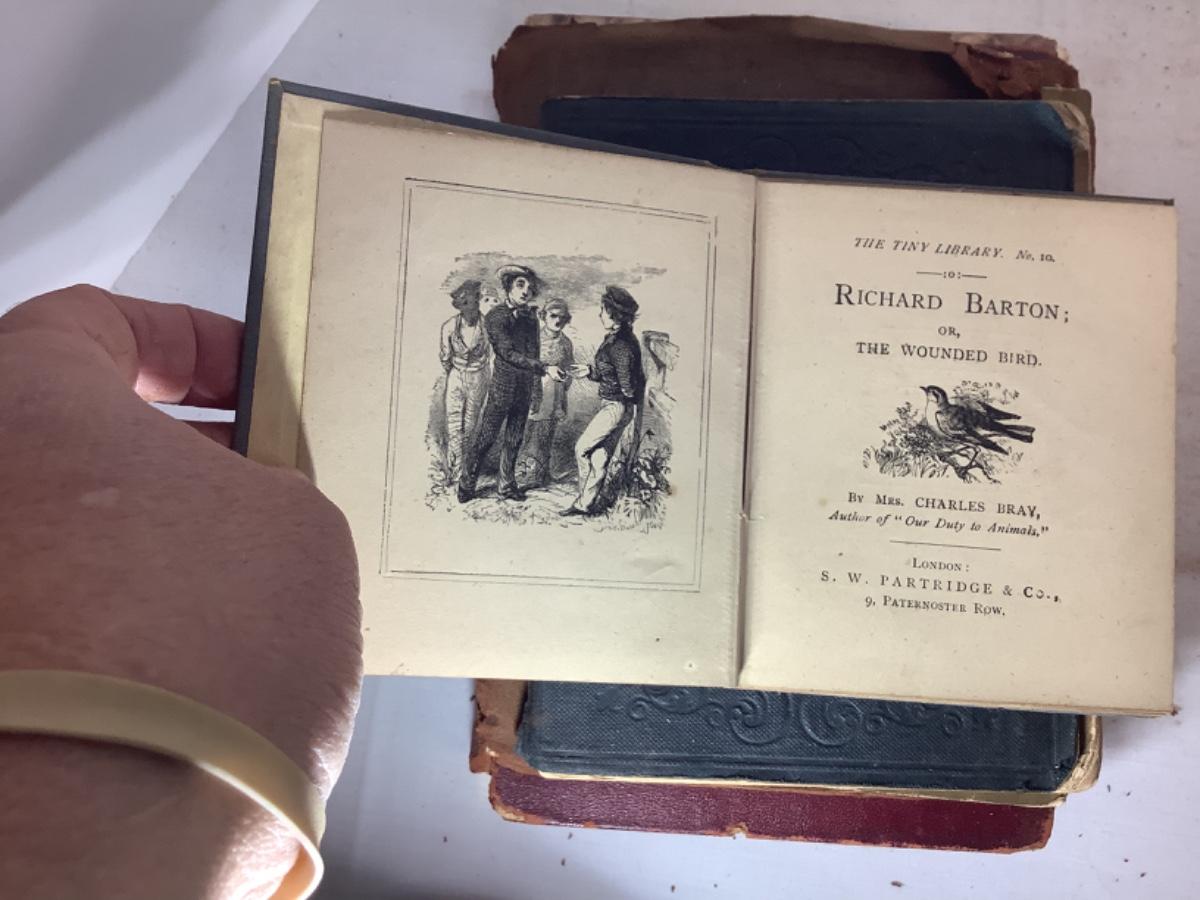 THE TINY LIBRARY. No. 10.
—:o:—
RICHARD BARTON;
OR,
THE WOUNDED BIRD.
BY MRS. CHARLES BRAY,
Author of "Our Duty to Animals."
LONDON:
S. W. PARTRIDGE & CO.,
9, PATERNOSTER ROW.